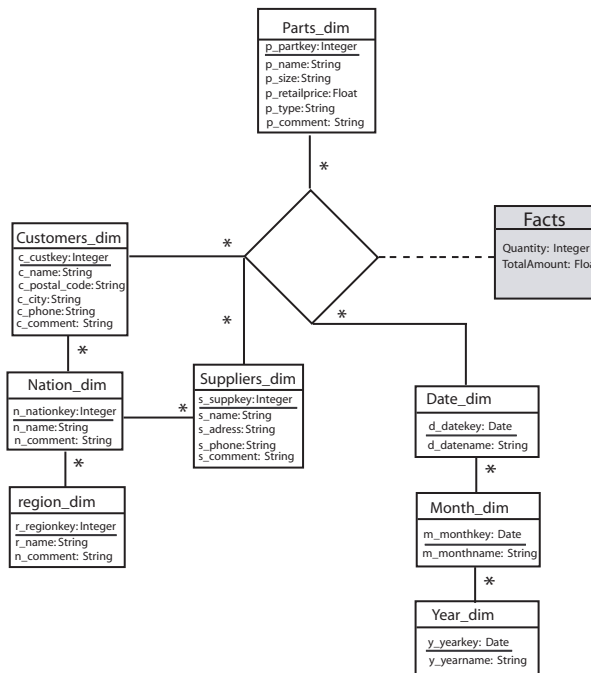 Parts_dim
p_partkey:Integer
p_name:String
p_size:String
p_retailprice:Float
p_type:String
p_comment: String
*
Customers_dim
c_custkey:Integer
c_name:String
c_postal_code:String
c_city:String
c_phone:String
c_comment: String
*
*
Facts
Quantity: Integer
TotalAmount: Floa
*
*
Nation_dim
n_nationkey:Integer
n_name:String
n_comment: String
*
*
Suppliers_dim
s_suppkey:Integer
s_name:String
s_adress:String
s_phone:String
s_comment: String
region_dim
r_regionkey:Integer
r_name:String
n_comment: String
Date_dim
d_datekey: Date
d_datename: String
*
Month_dim
m_monthkey: Date
m_monthname: String
*
Year_dim
y_yearkey: Date
y_yearname: String